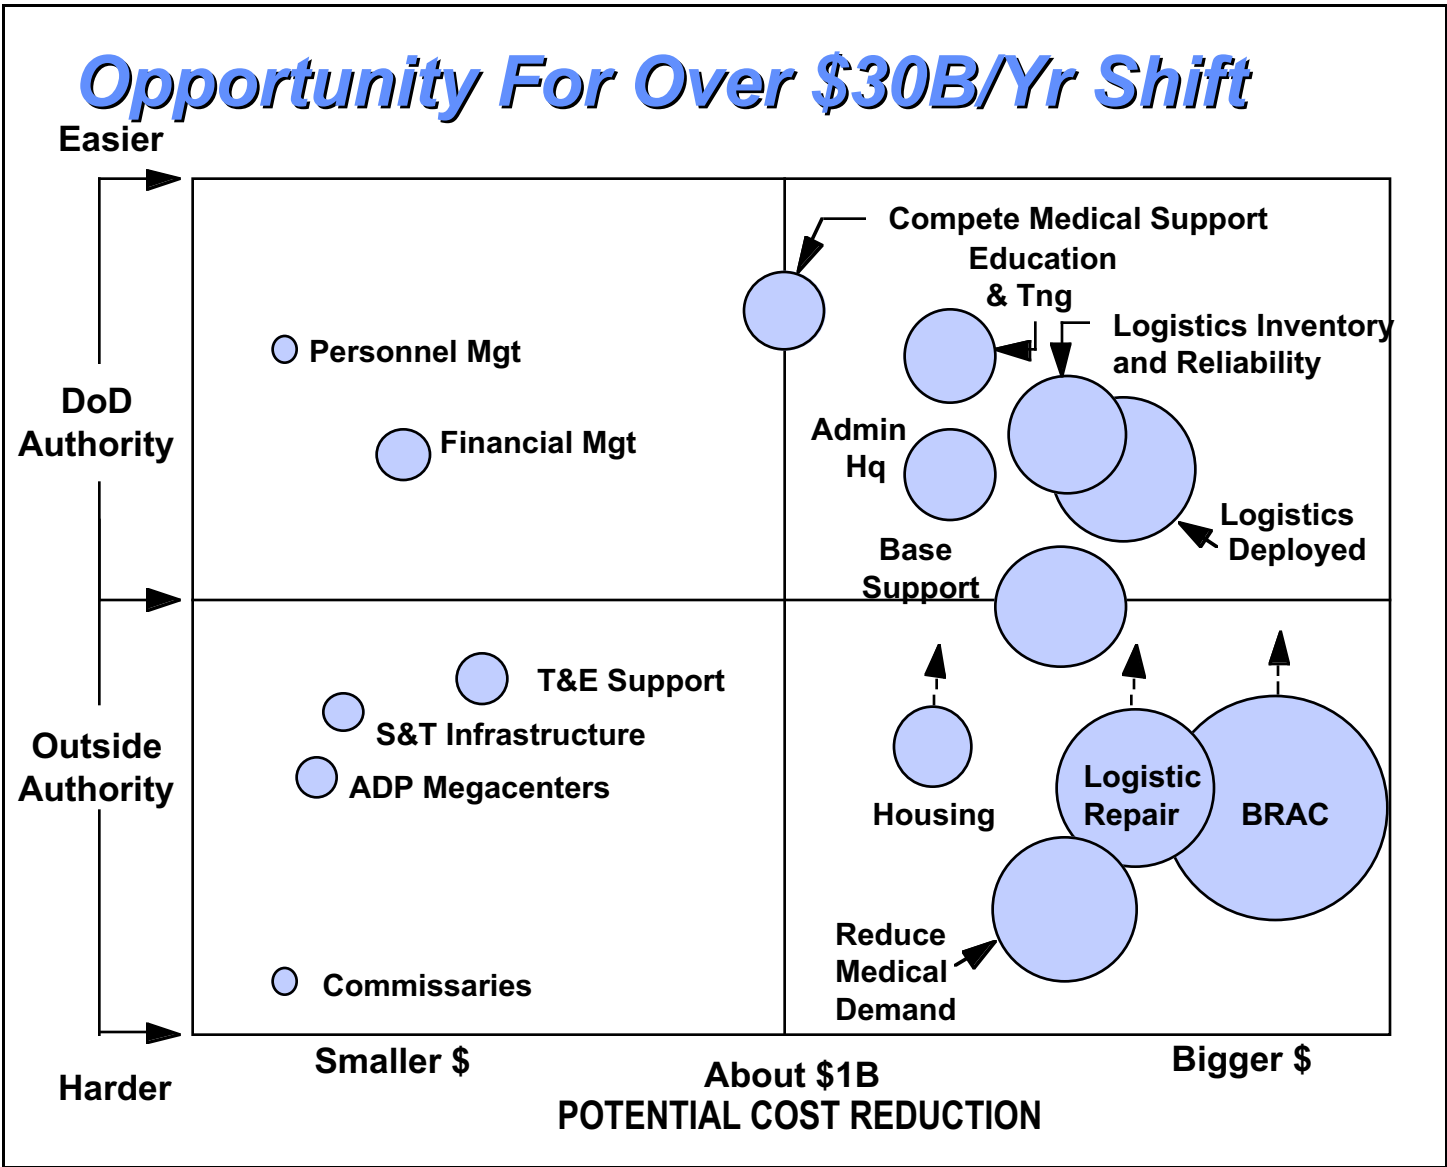 Opportunity For Over $30B/Yr Shift
Easier
Compete Medical Support
Education
& Tng
Logistics Inventory
and Reliability
Personnel Mgt
DoD
Authority
Financial Mgt
Admin
Hq
Logistics
Deployed
Base
Support
T&E Support
S&T Infrastructure
ADP Megacenters
Outside
Authority
Housing
Logistic
Repair
BRAC
Reduce
Medical
Demand
Commissaries
Smaller $
About $1B
Bigger $
Harder
POTENTIAL COST REDUCTION